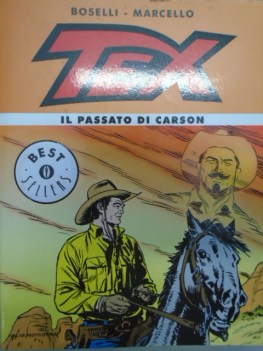 BOSELLI - MARCELLO
TEX
IL PASSATO DI CARSON
BEST
SELLERS